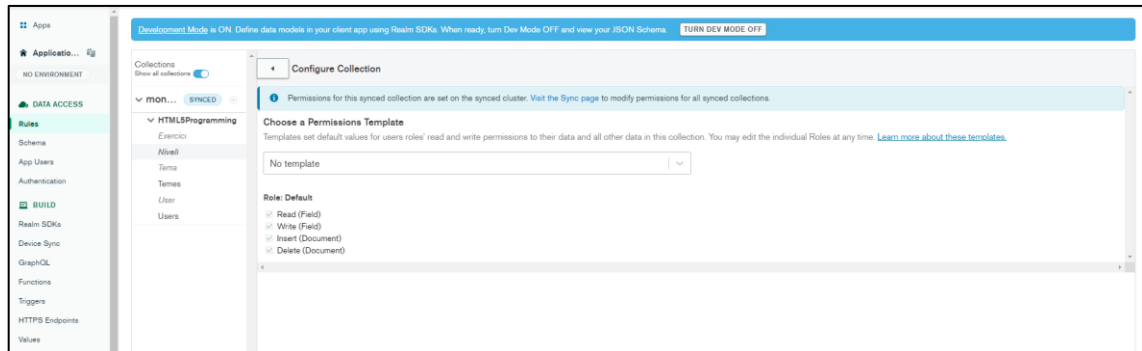 Development Mode is ON. Define data models in your client app using Realm SDKs. When ready, turn Dev Mode OFF and view your JSON Schema.
TURN DEV MODE OFF
Apps
Applicatio...
NO ENVIRONMENT
DATA ACCESS
Rules
Schema
App Users
Authentication
BUILD
Realm SDKs
Device Sync
GraphQL
Functions
Triggers
HTTPS Endpoints
Values
Collections
Show all collections
mon...
SYNCED
HTML5Programming
Exercici
Nivell
Tema
Temes
User
Users
Configure Collection
Permissions for this synced collection are set on the synced cluster. Visit the Sync page to modify permissions for all synced collections.
Choose a Permissions Template
Templates set default values for users roles' read and write permissions to their data and all other data in this collection. You may edit the individual Roles at any time. Learn more about these templates.
No template
Role: Default
Read (Field)
Write (Field)
Insert (Document)
Delete (Document)